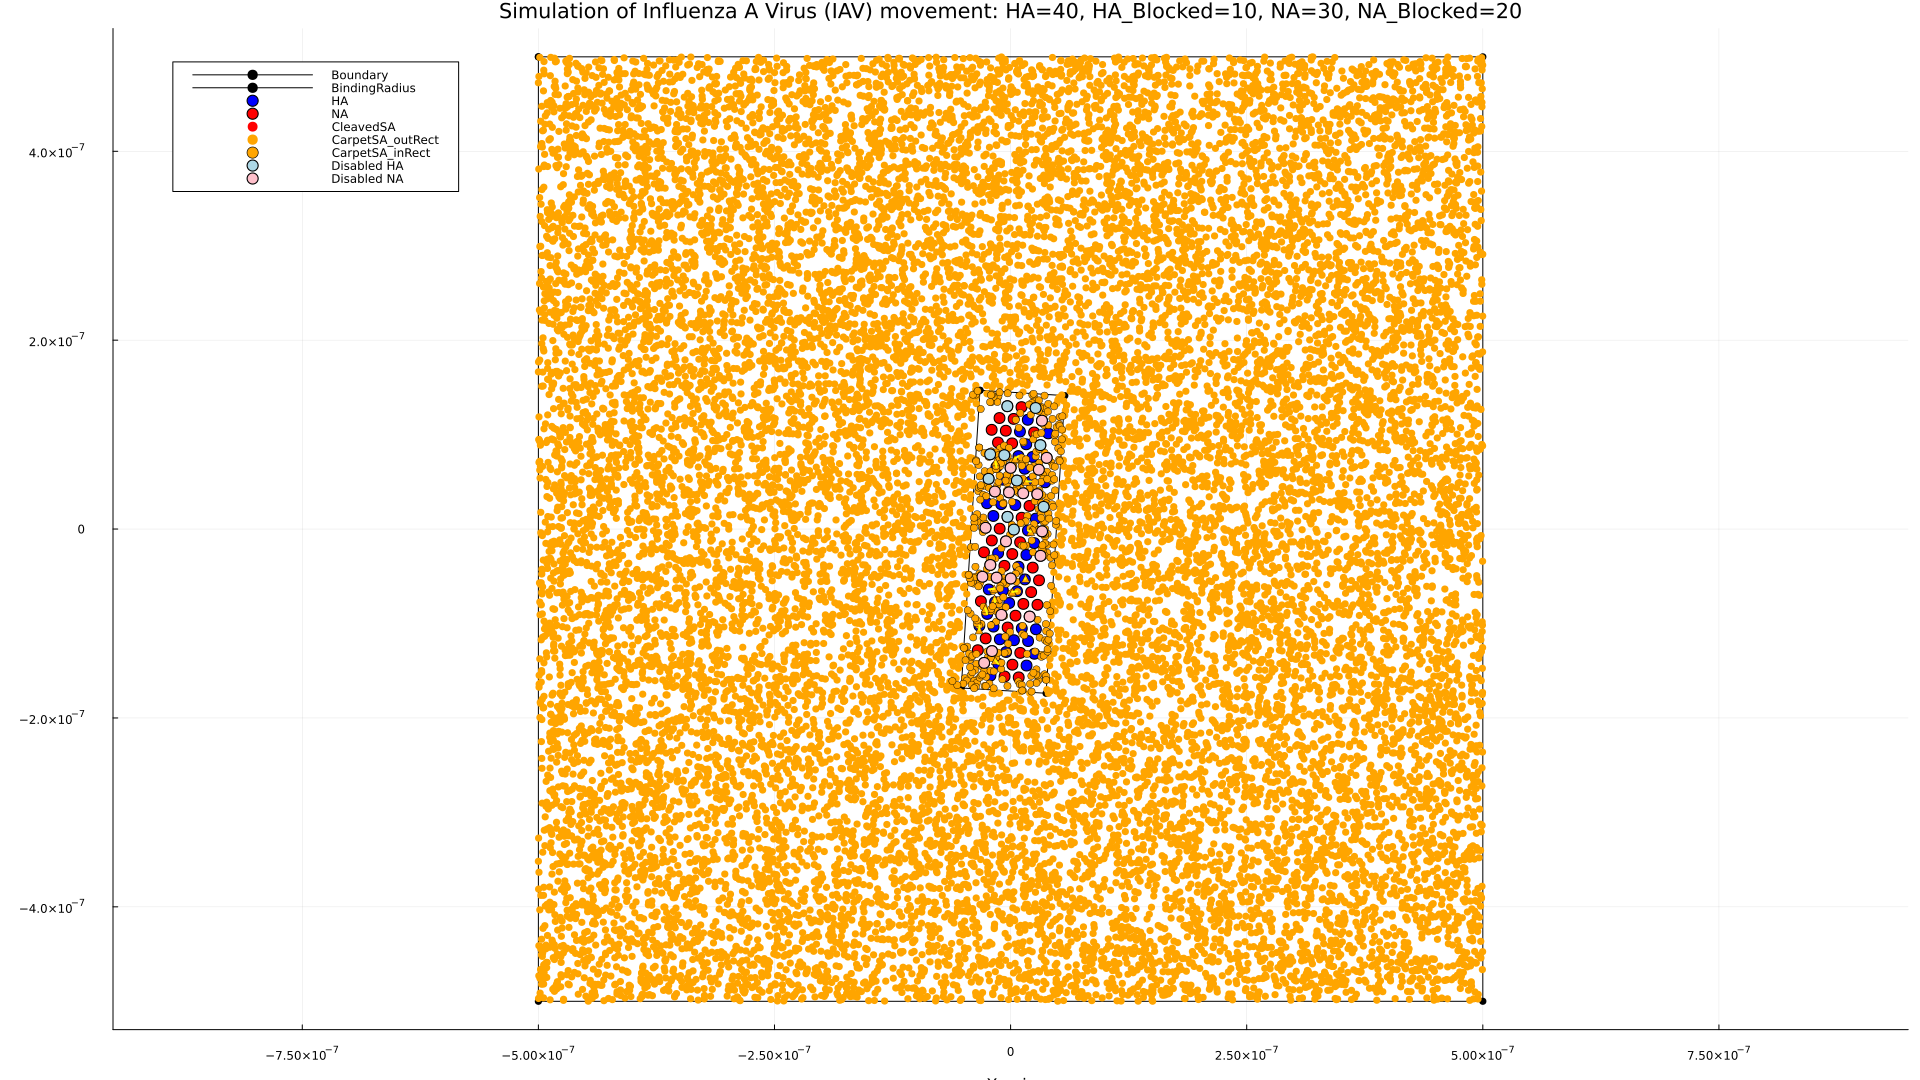 Simulation of Influenza A Virus (IAV) movement: HA=40, HA_Blocked=10, NA=30, NA_Blocked=20
Boundary
BindingRadius
HA
NA
CleavedSA
CarpetSA_outRect
CarpetSA_inRect
Disabled HA
Disabled NA
4.0×10⁻⁷
2.0×10⁻⁷
0
−2.0×10⁻⁷
−4.0×10⁻⁷
−7.50×10⁻⁷ −5.00×10⁻⁷ −2.50×10⁻⁷ 0 2.50×10⁻⁷ 5.00×10⁻⁷ 7.50×10⁻⁷